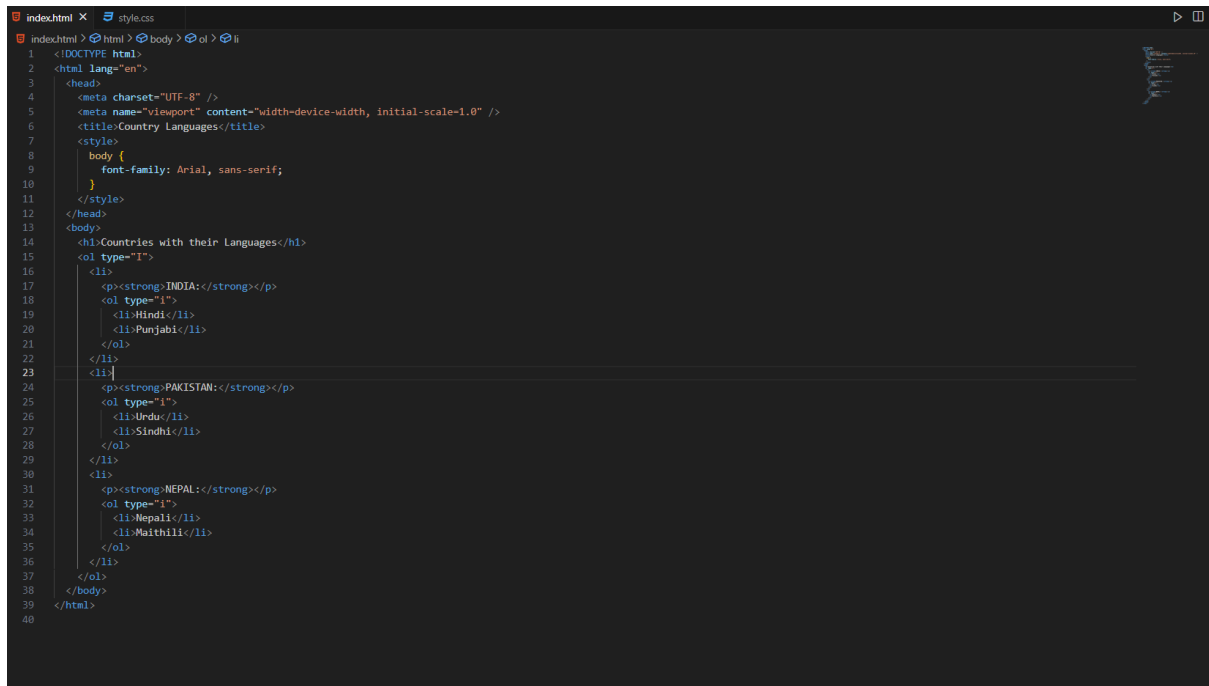 index.html × style.css
index.html > html > body > ol > li
1 <!DOCTYPE html>
2 <html lang="en">
3 <head>
4 <meta charset="UTF-8" />
5 <meta name="viewport" content="width=device-width, initial-scale=1.0" />
6 <title>Country Languages</title>
7 <style>
8 body {
9 font-family: Arial, sans-serif;
10 }
11 </style>
12 </head>
13 <body>
14 <h1>Countries with their Languages</h1>
15 <ol type="I">
16 <li>
17 <p><strong>INDIA:</strong></p>
18 <ol type="i">
19 <li>Hindi</li>
20 <li>Punjabi</li>
21 </ol>
22 </li>
23 <li>
24 <p><strong>PAKISTAN:</strong></p>
25 <ol type="i">
26 <li>Urdu</li>
27 <li>Sindhi</li>
28 </ol>
29 </li>
30 <li>
31 <p><strong>NEPAL:</strong></p>
32 <ol type="i">
33 <li>Nepali</li>
34 <li>Maithili</li>
35 </ol>
36 </li>
37 </ol>
38 </body>
39 </html>
40